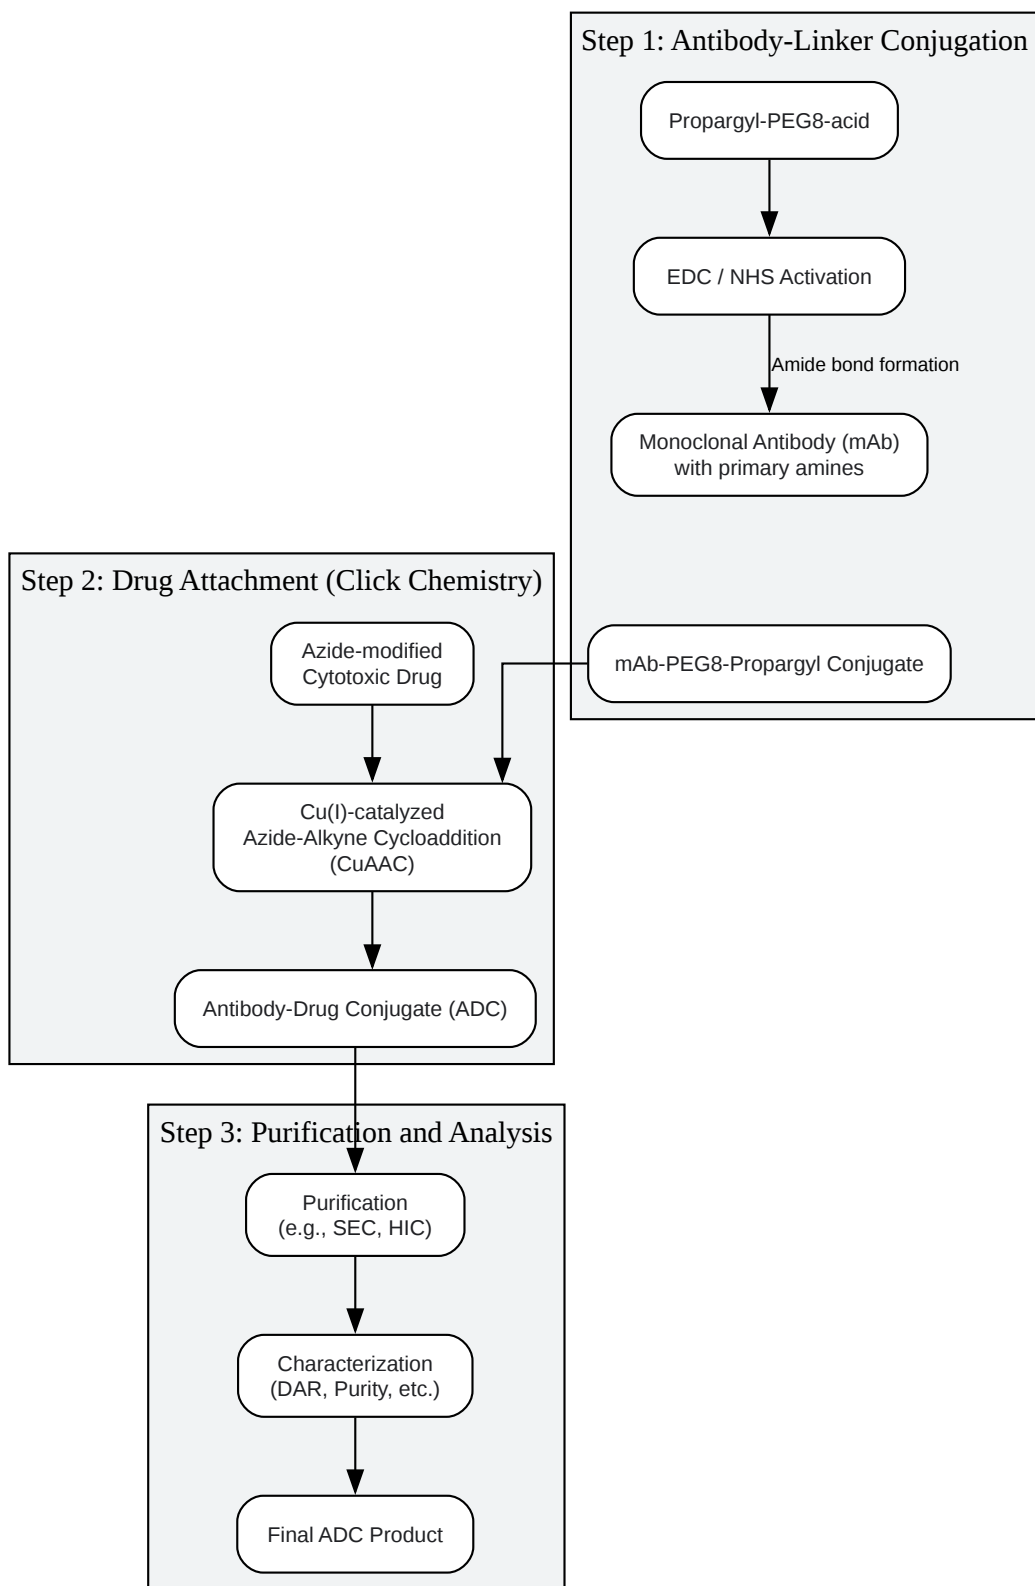 Step 1: Antibody-Linker Conjugation
Propargyl-PEG8-acid
EDC / NHS Activation
Amide bond formation
Monoclonal Antibody (mAb)
with primary amines
mAb-PEG8-Propargyl Conjugate
Step 2: Drug Attachment (Click Chemistry)
Azide-modified
Cytotoxic Drug
Cu(I)-catalyzed
Azide-Alkyne Cycloaddition
(CuAAC)
Antibody-Drug Conjugate (ADC)
Step 3: Purification and Analysis
Purification
(e.g., SEC, HIC)
Characterization
(DAR, Purity, etc.)
Final ADC Product